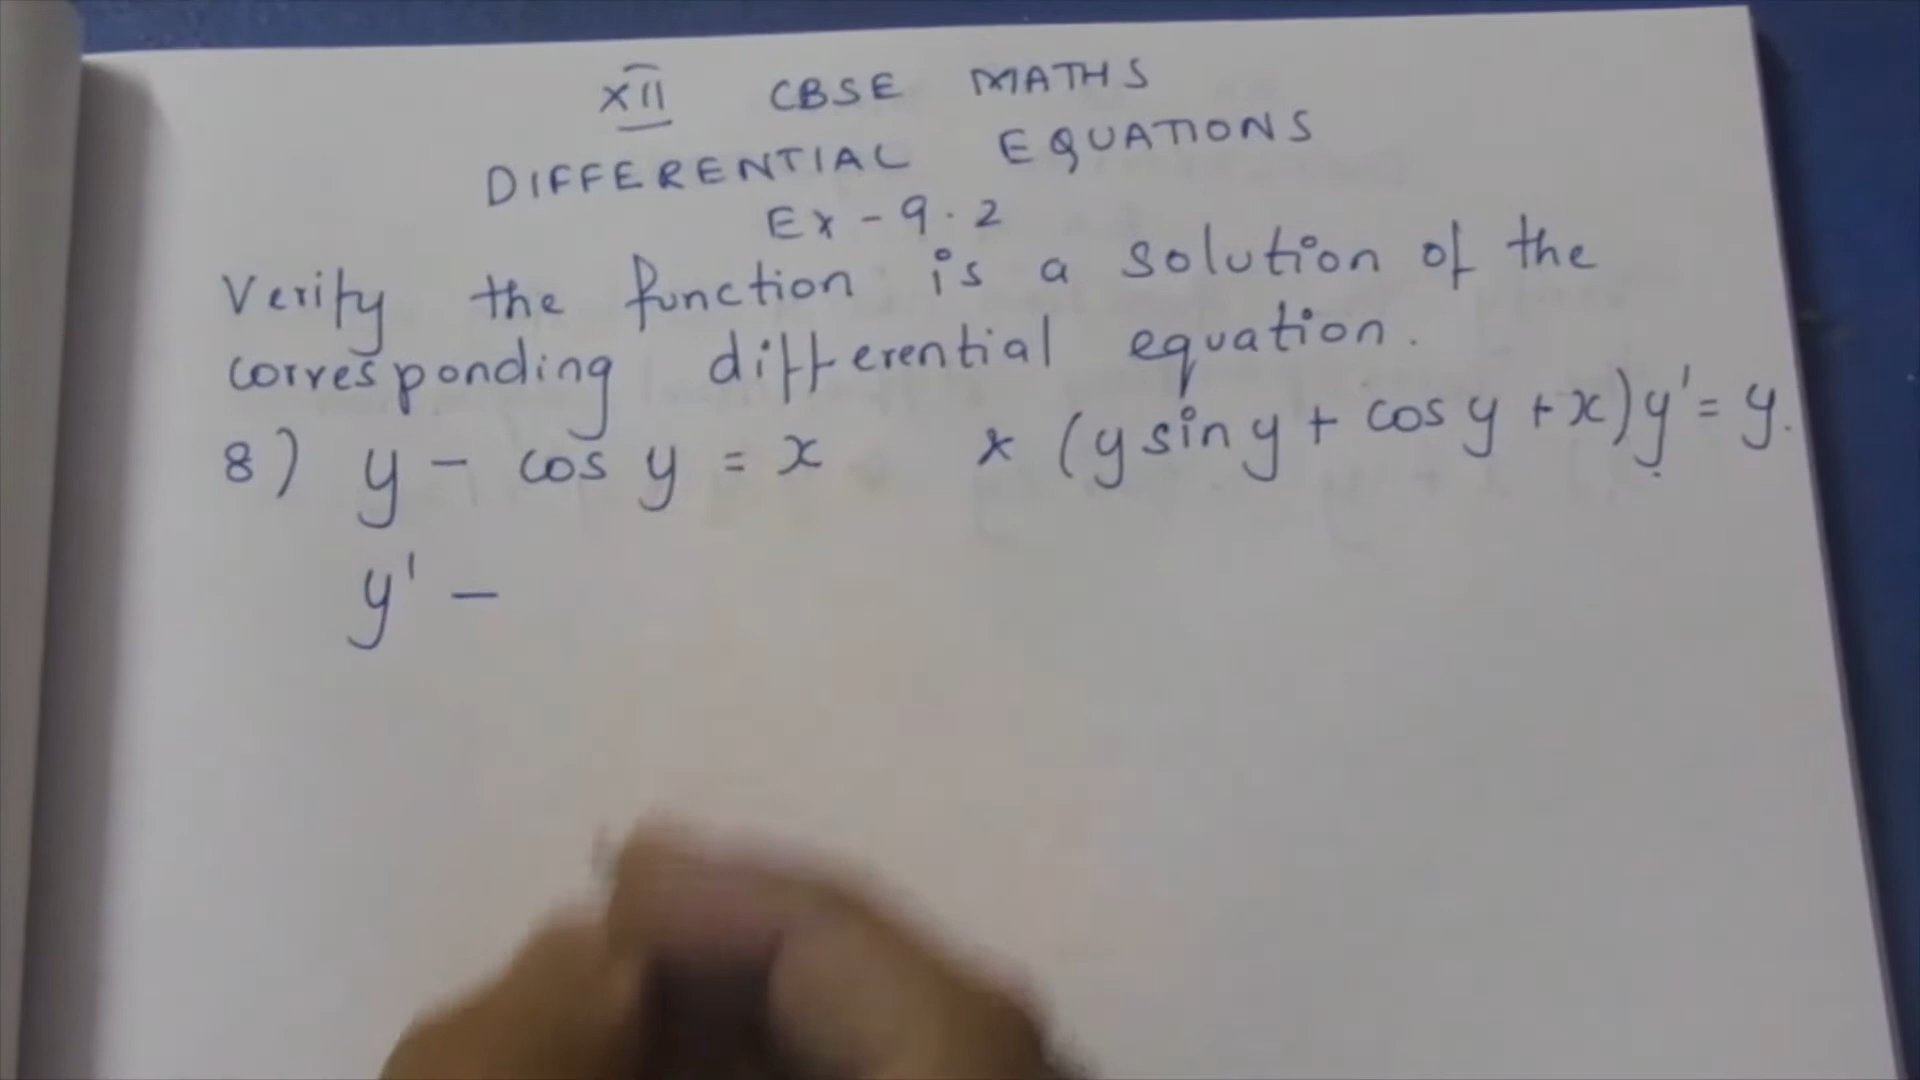 XII CBSE MATHS
DIFFERENTIAL EQUATIONS
Ex - 9.2
Verify the function is a solution of the
corresponding differential equation.
8) y - cos y = x * (y sin y + cos y + x) y' = y.
y' -